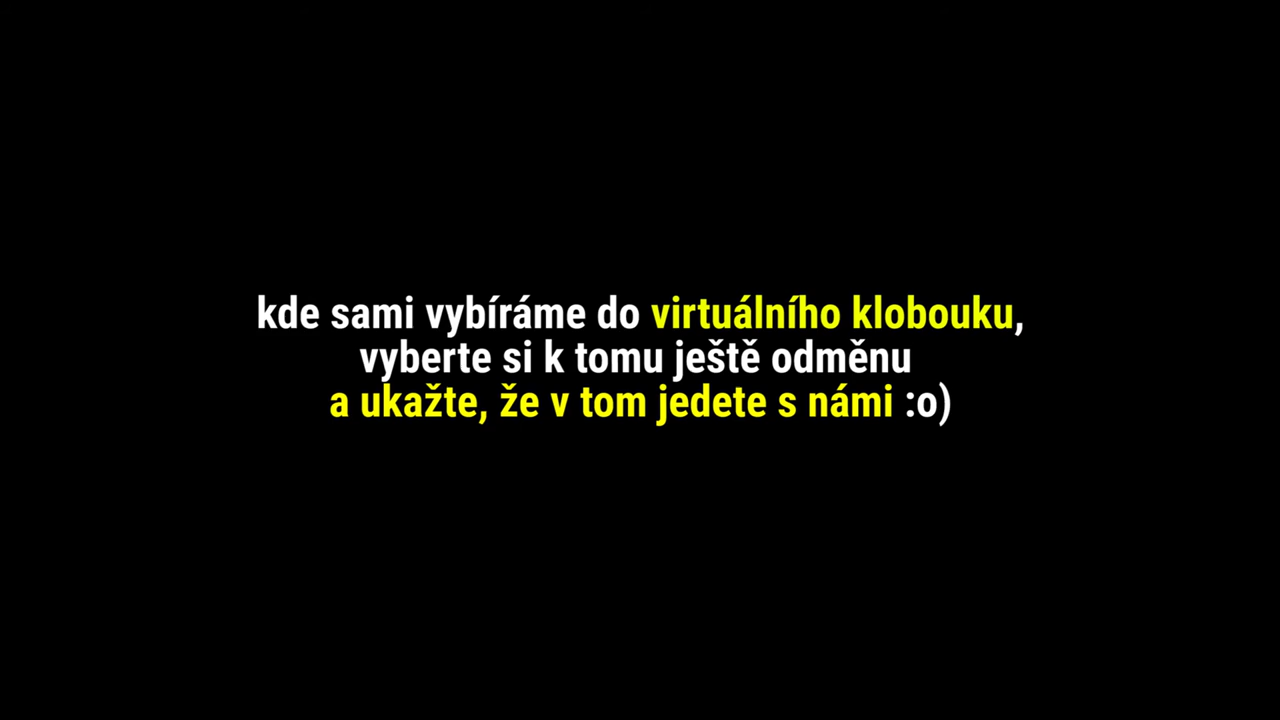 kde sami vybíráme do virtuálního klobouku,
vyberte si k tomu ještě odměnu
a ukažte, že v tom jedete s námi :o)